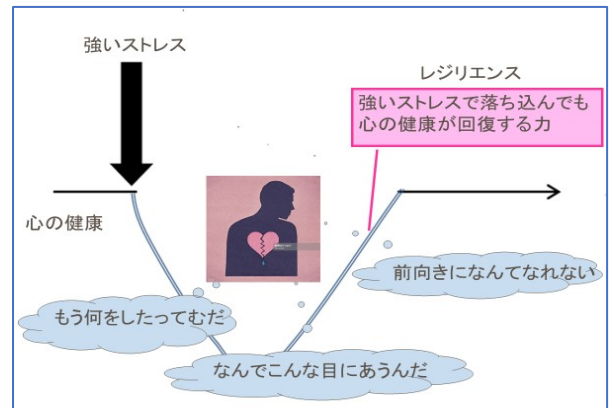 強いストレス
レジリエンス
強いストレスで落ち込んでも
心の健康が回復する力
心の健康
前向きになんてなれない
もう何をしたってむだ
なんでこんな目にあうんだ